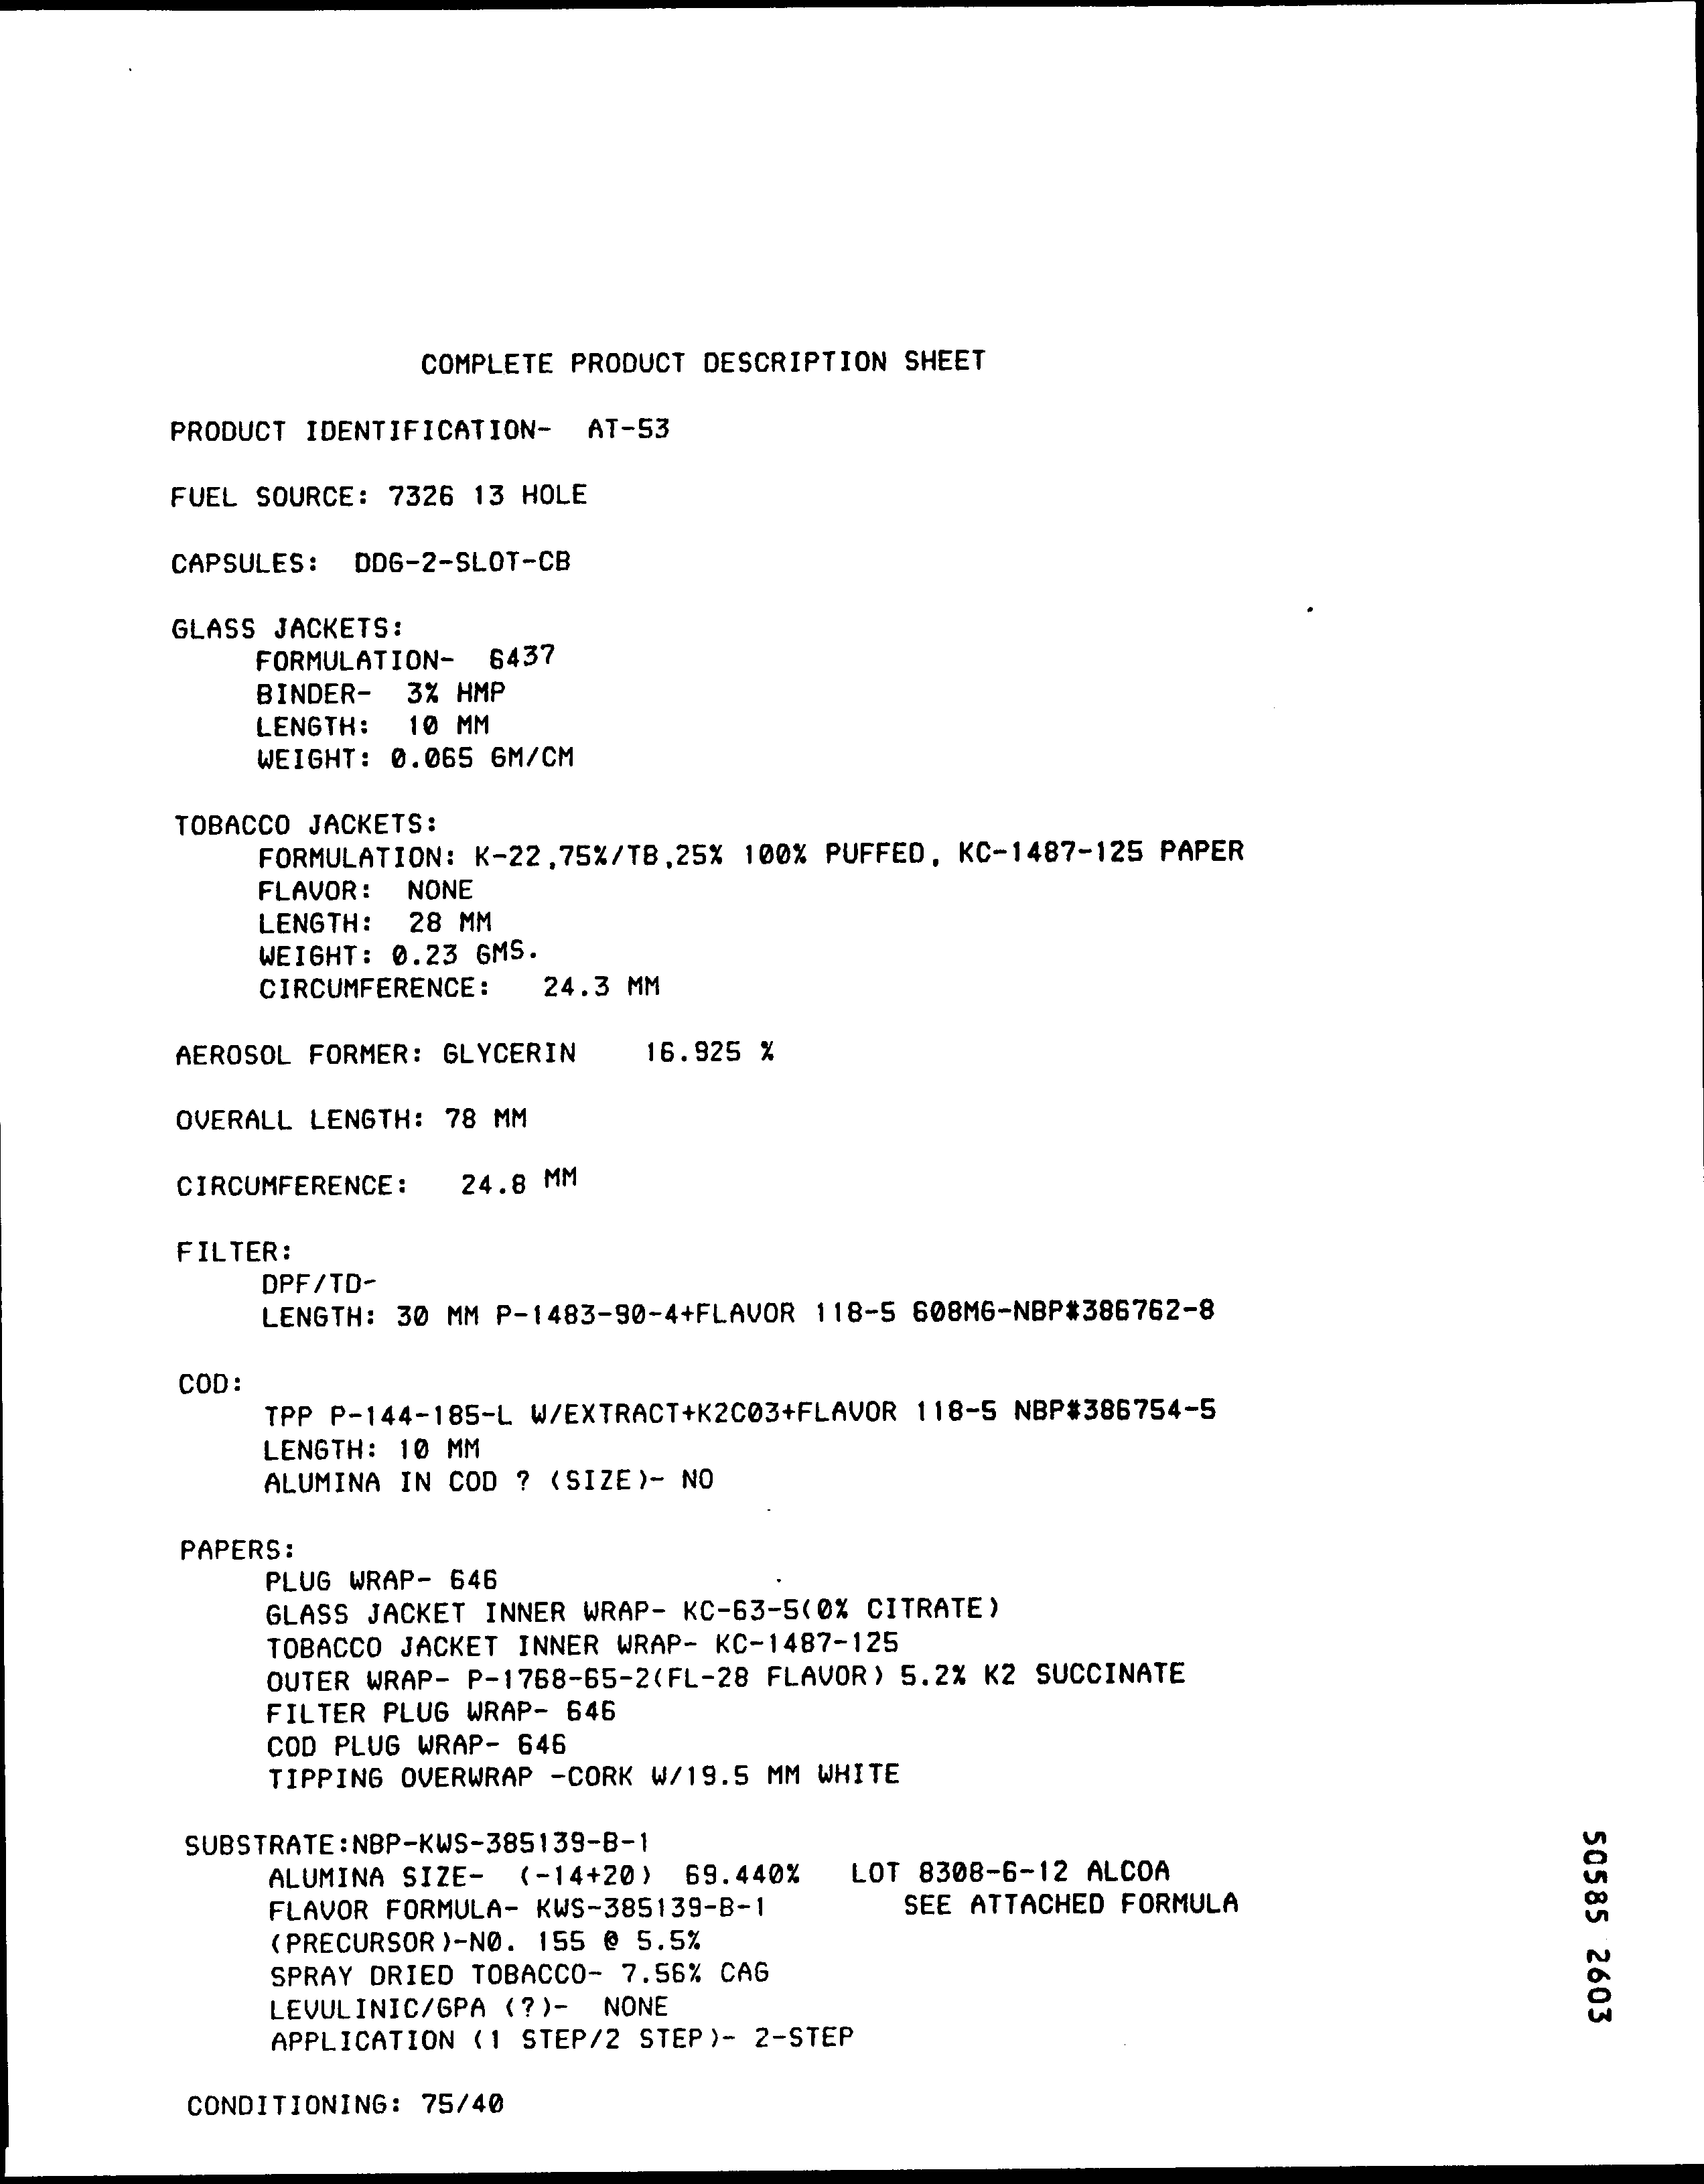 COMPLETE PRODUCT DESCRIPTION SHEET
PRODUCT IDENTIFICATION- AT-53
FUEL SOURCE: 7326 13 HOLE
CAPSULES: DDG-2-SLOT-CB
GLASS JACKETS:
FORMULATION- 6437
BINDER- 3% HMP
LENGTH: 10 MM
WEIGHT: 0.065 GM/CM
TOBACCO JACKETS:
FORMULATION: K-22,75%/TB,25% 100% PUFFED, KC-1487-125 PAPER
FLAVOR: NONE
LENGTH: 28 MM
WEIGHT: 0.23 GMS.
CIRCUMFERENCE: 24.3 MM
AEROSOL FORMER: GLYCERIN 16.925 %
OVERALL LENGTH: 78 MM
CIRCUMFERENCE: 24.8 MM
FILTER:
DPF/TD-
LENGTH: 30 MM P-1483-90-4+FLAVOR 118-5 608MG-NBP#386762-8
COD:
TPP P-144-185-L W/EXTRACT+K2C03+FLAVOR 118-5 NBP#386754-5
LENGTH: 10 MM
ALUMINA IN COD ? (SIZE)- NO
PAPERS:
PLUG WRAP- 646
GLASS JACKET INNER WRAP- KC-63-5(0% CITRATE)
TOBACCO JACKET INNER WRAP- KC-1487-125
OUTER WRAP- P-1768-65-2(FL-28 FLAVOR) 5.2% K2 SUCCINATE
FILTER PLUG WRAP- 646
COD PLUG WRAP- 646
TIPPING OVERWRAP -CORK W/19.5 MM WHITE
SUBSTRATE:NBP-KWS-385139-B-1
ALUMINA SIZE- (-14+20) 69.440% LOT 8308-6-12 ALCOA
FLAVOR FORMULA- KWS-385139-B-1 SEE ATTACHED FORMULA
(PRECURSOR)-N0. 155 @ 5.5%
SPRAY DRIED TOBACCO- 7.56% CAG
LEVULINIC/GPA (?)- NONE
APPLICATION (1 STEP/2 STEP)- 2-STEP
CONDITIONING: 75/40
50585 2603